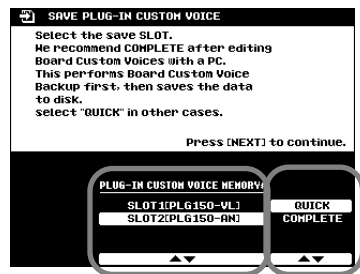 SAVE PLUG-IN CUSTOM VOICE
Select the save SLOT.
We recommend COMPLETE after editing
Board Custom Voices with a PC.
This performs Board Custom Voice
Backup first, then saves the data
to disk.
select "QUICK" in other cases.
Press [NEXT] to continue.
PLUG-IN CUSTOM VOICE MEMORY
SLOT1[PLG150-VL]
QUICK
SLOT2[PLG150-AN]
COMPLETE